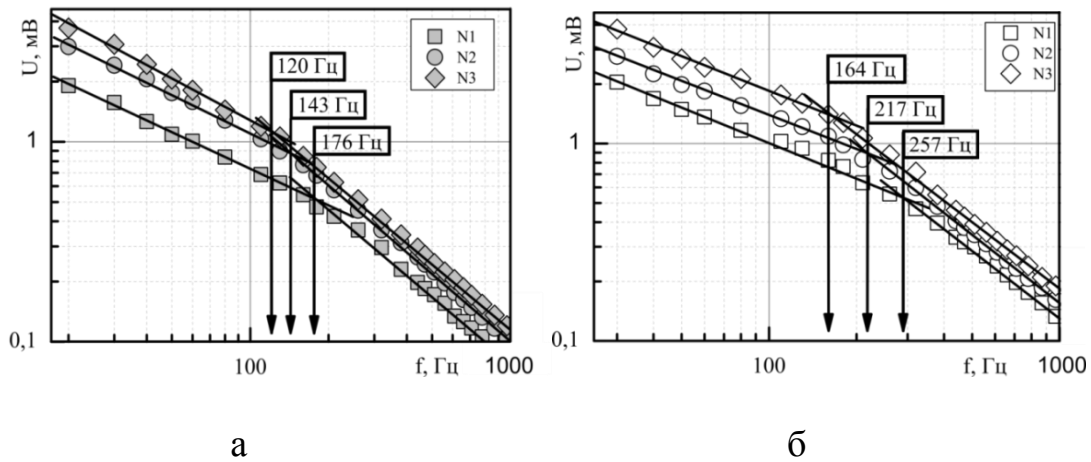 U, мВ
1
0,1
100
f, Гц
1000
N1
N2
N3
120 Гц
143 Гц
176 Гц
а
U, мВ
1
0,1
100
f, Гц
1000
N1
N2
N3
164 Гц
217 Гц
257 Гц
б